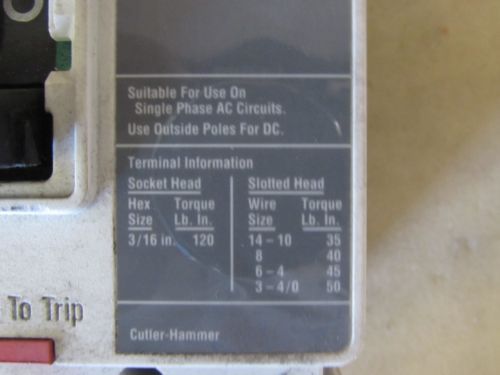 O
Suitable For Use On
Single Phase AC Circuits.
Use Outside Poles For DC.
Terminal Information
Socket Head Slotted Head
Hex Torque Wire Torque
Size Lb. In. Size Lb. In.
3/16 in. 120 14 - 10 35
8 40
6 - 4 45
3 - 4/0 50
To Trip
Cutler-Hammer